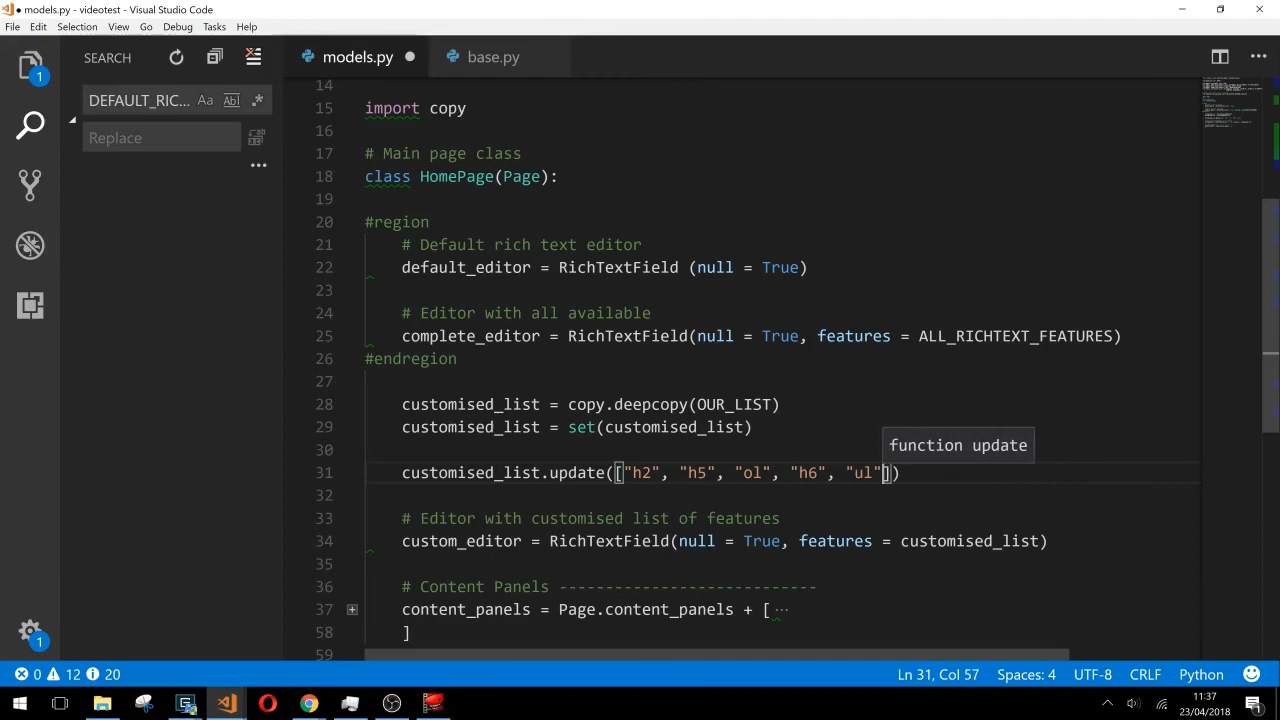 models.py - videotest - Visual Studio Code
File Edit Selection View Go Debug Tasks Help
SEARCH
models.py
base.py
1
DEFAULT_RIC... Aa Abl .*
Replace
14
15 import copy
16
17 # Main page class
18 class HomePage(Page):
19
20 #region
21 # Default rich text editor
22 default_editor = RichTextField (null = True)
23
24 # Editor with all available
25 complete_editor = RichTextField(null = True, features = ALL_RICHTEXT_FEATURES)
26 #endregion
27
28 customised_list = copy.deepcopy(OUR_LIST)
29 customised_list = set(customised_list)
30
function update
31 customised_list.update(["h2", "h5", "ol", "h6", "ul"])
32
33 # Editor with customised list of features
34 custom_editor = RichTextField(null = True, features = customised_list)
35
36 # Content Panels ----------------------------
37 content_panels = Page.content_panels + [ ...
58 ]
59
1
0 12 20
Ln 31, Col 57 Spaces: 4 UTF-8 CRLF Python
11:37
23/04/2018
1